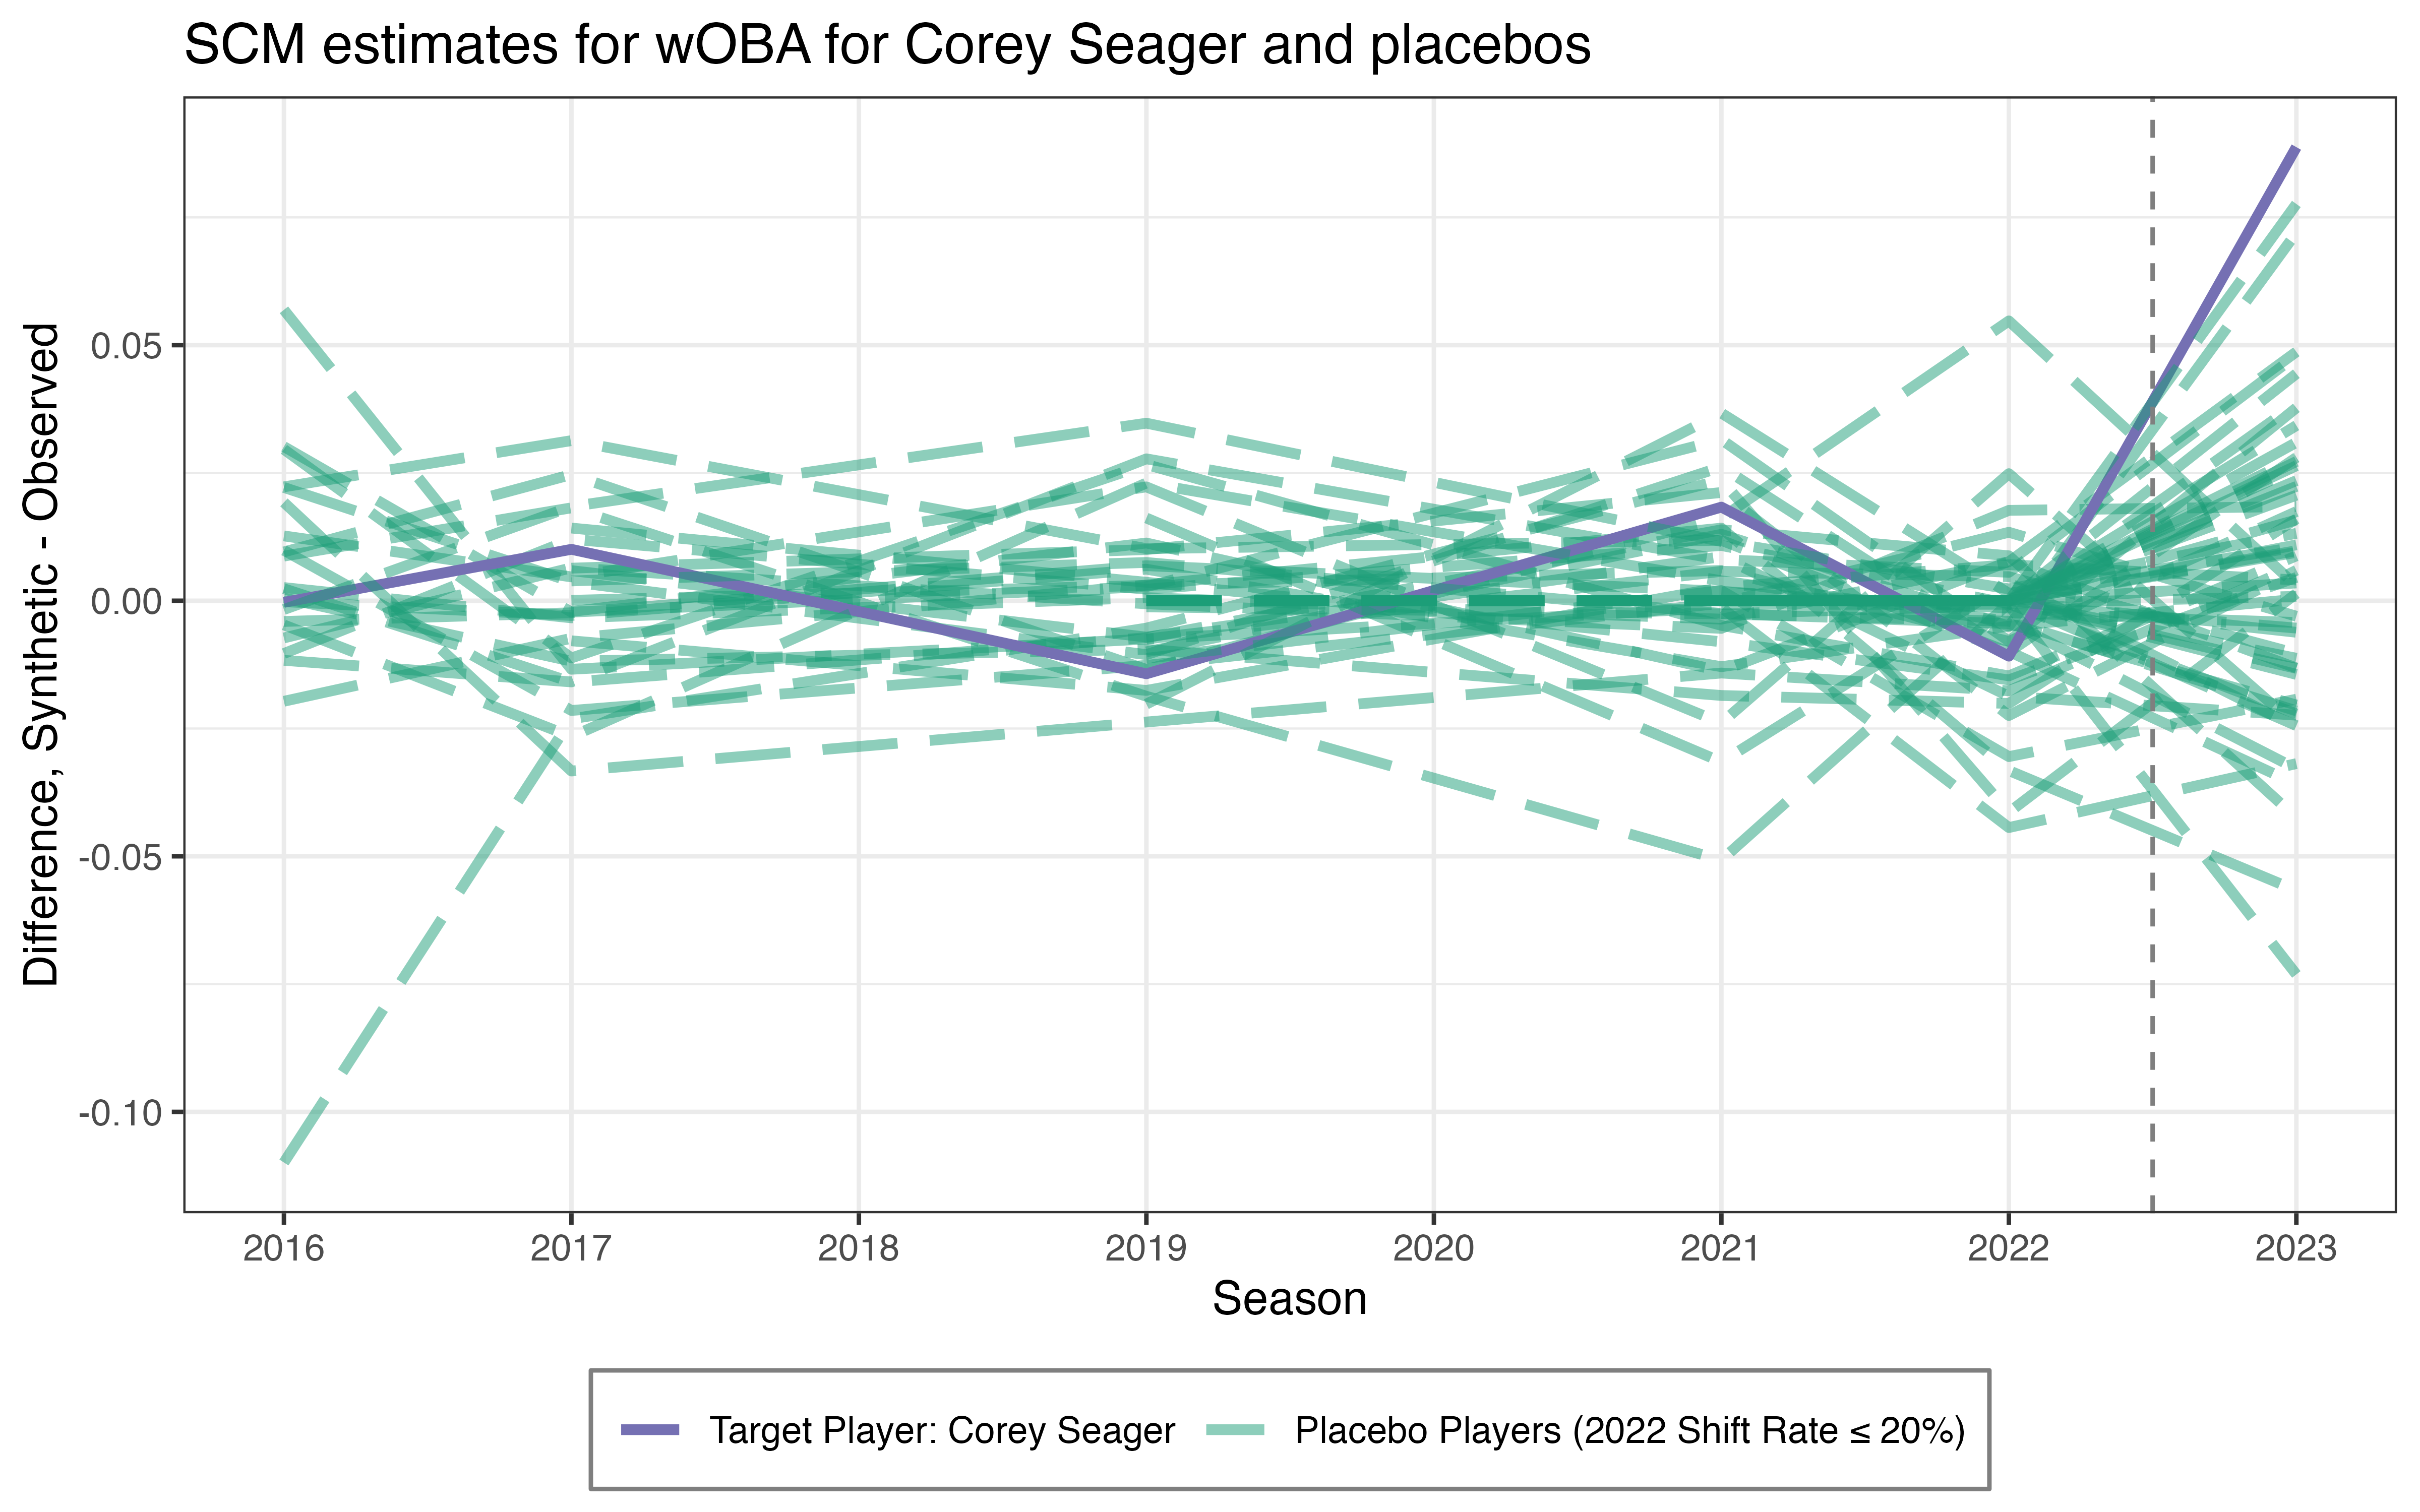 SCM estimates for wOBA for Corey Seager and placebos
Difference, Synthetic - Observed
0.05
0.00
-0.05
-0.10
2016 2017 2018 2019 2020 2021 2022 2023
Season
Target Player: Corey Seager Placebo Players (2022 Shift Rate ≤ 20%)